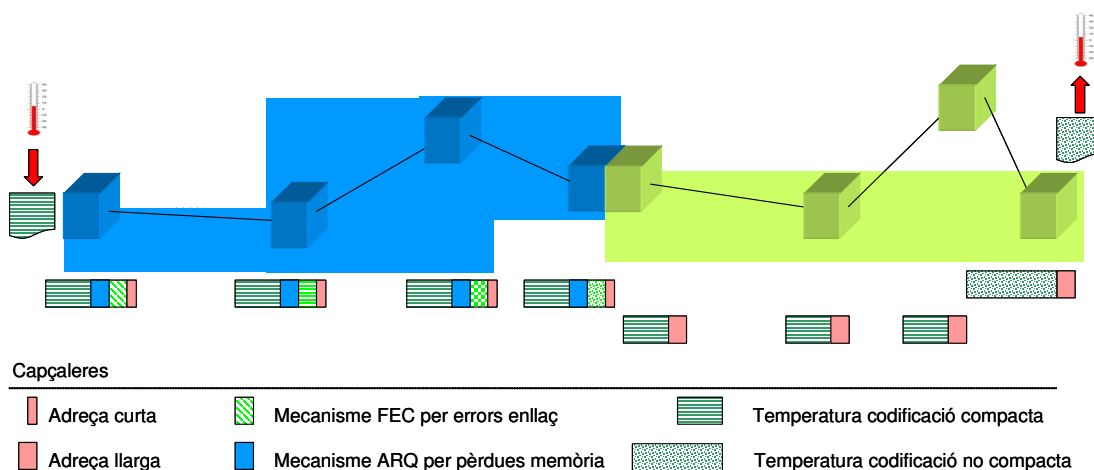 Capçaleres
Adreça curta
Mecanisme FEC per errors enllaç
Temperatura codificació compacta
Adreça llarga
Mecanisme ARQ per pèrdues memòria
Temperatura codificació no compacta